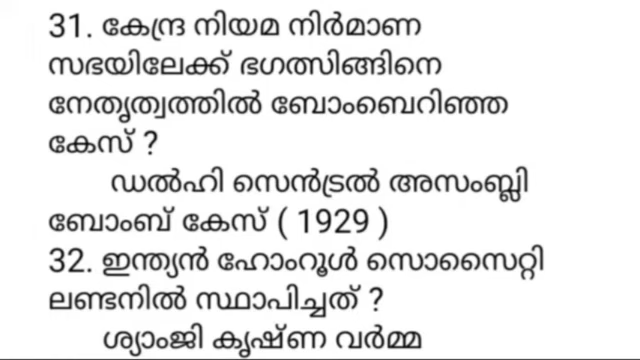 31. കേന്ദ്ര നിയമ നിർമാണ
സഭയിലേക്ക് ഭഗത്സിങ്ങിനെ
നേതൃത്വത്തിൽ ബോംബെറിഞ്ഞ
കേസ് ?
ഡൽഹി സെൻട്രൽ അസംബ്ലി
ബോംബ് കേസ് ( 1929 )
32. ഇന്ത്യൻ ഹോംറൂൾ സൊസൈറ്റി
ലണ്ടനിൽ സ്ഥാപിച്ചത് ?
ശ്യാംജി കൃഷ്ണ വർമ്മ